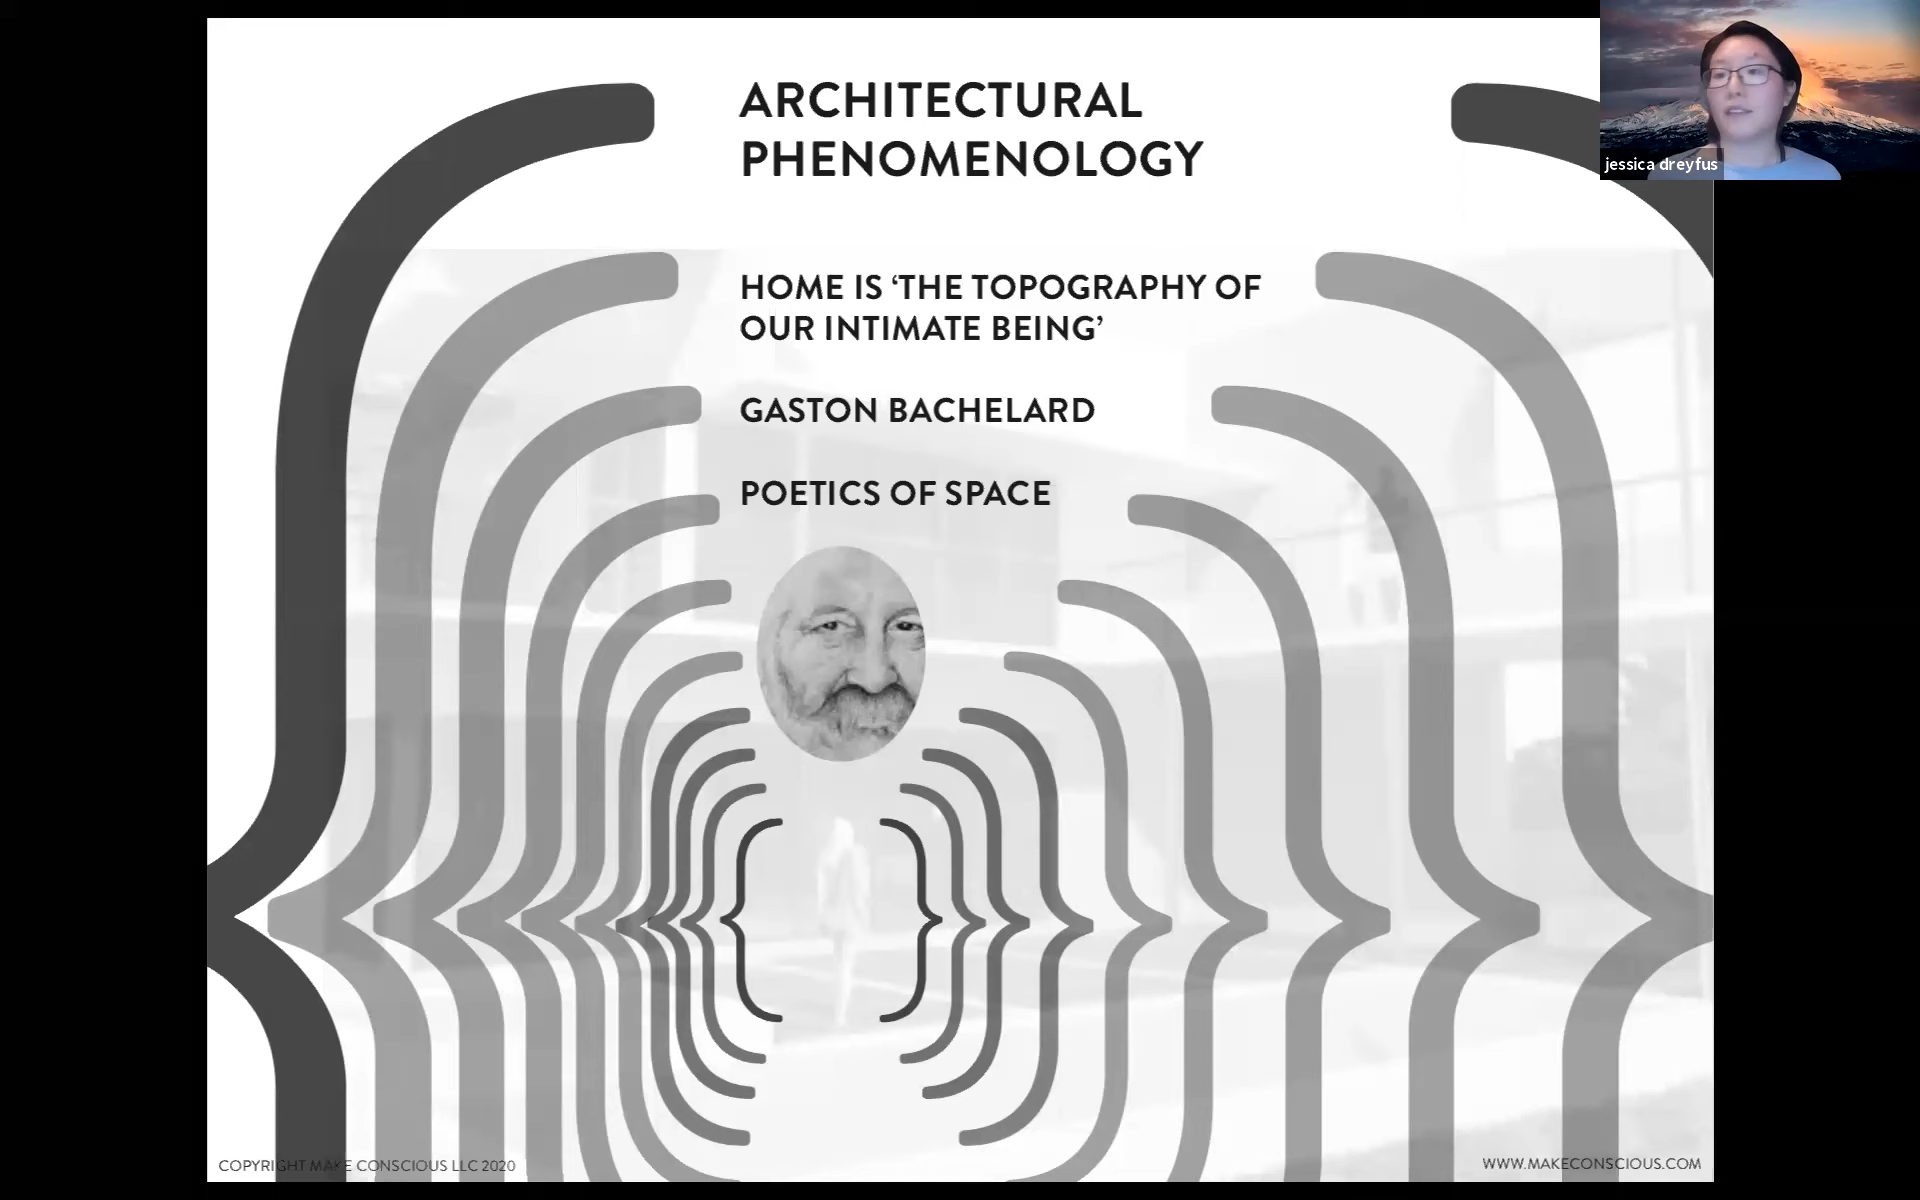 ARCHITECTURAL
PHENOMENOLOGY
jessica dreyfus
HOME IS ‘THE TOPOGRAPHY OF
OUR INTIMATE BEING’
GASTON BACHELARD
POETICS OF SPACE
COPYRIGHT MAKE CONSCIOUS LLC 2020
WWW.MAKECONSCIOUS.COM